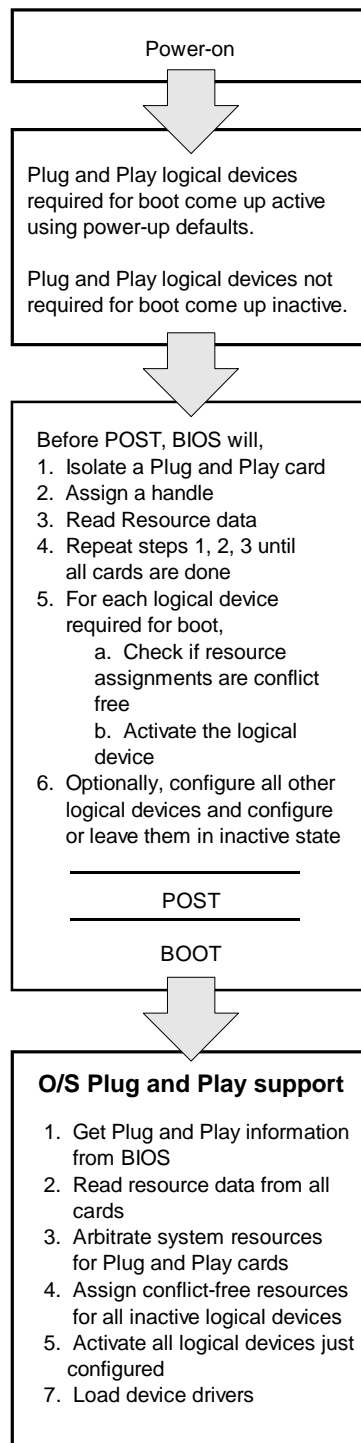 Power-on
Plug and Play logical devices
required for boot come up active
using power-up defaults.
Plug and Play logical devices not
required for boot come up inactive.
Before POST, BIOS will,
1. Isolate a Plug and Play card
2. Assign a handle
3. Read Resource data
4. Repeat steps 1, 2, 3 until
all cards are done
5. For each logical device
required for boot,
a. Check if resource
assignments are conflict
free
b. Activate the logical
device
6. Optionally, configure all other
logical devices and configure
or leave them in inactive state
POST
BOOT
O/S Plug and Play support
1. Get Plug and Play information
from BIOS
2. Read resource data from all
cards
3. Arbitrate system resources
for Plug and Play cards
4. Assign conflict-free resources
for all inactive logical devices
5. Activate all logical devices just
configured
7. Load device drivers